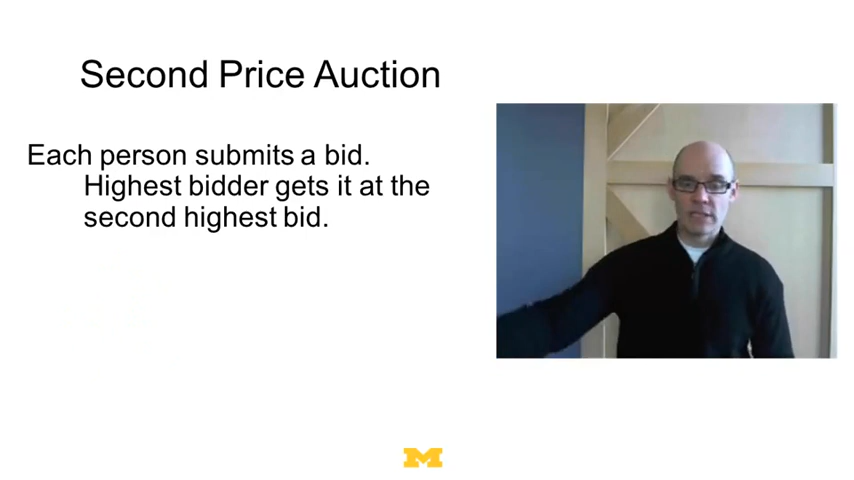 Second Price Auction
Each person submits a bid.
Highest bidder gets it at the
second highest bid.
M